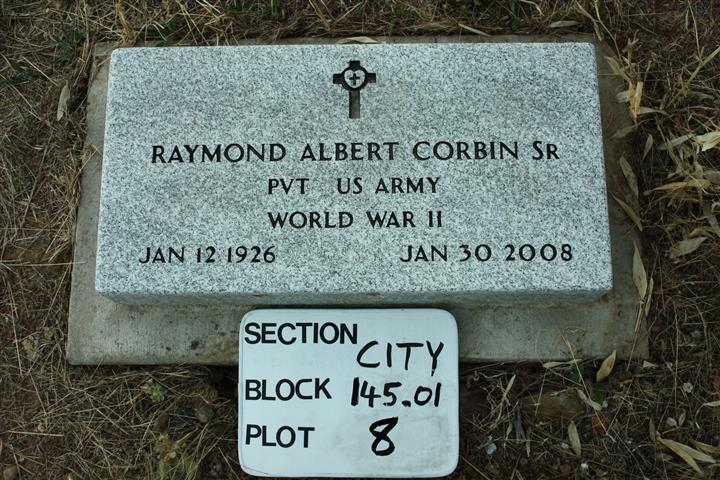 RAYMOND ALBERT CORBIN SR
PVT US ARMY
WORLD WAR II
JAN 12 1926 JAN 30 2008
SECTION CITY
BLOCK 145.01
PLOT 8